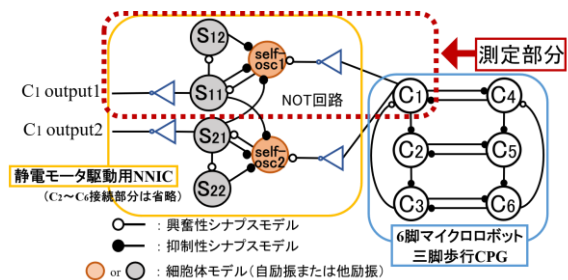 S12
self-
osc1
測定部分
C1 output1
S11
NOT回路
C1
C4
C1 output2
S21
self-
osc2
C2
C5
静電モータ駆動用NNIC
(C2～C6接続部分は省略)
S22
C3
C6
: 興奮性シナプスモデル
: 抑制性シナプスモデル
or : 細胞体モデル(自励振または他励振)
6脚マイクロロボット
三脚歩行CPG